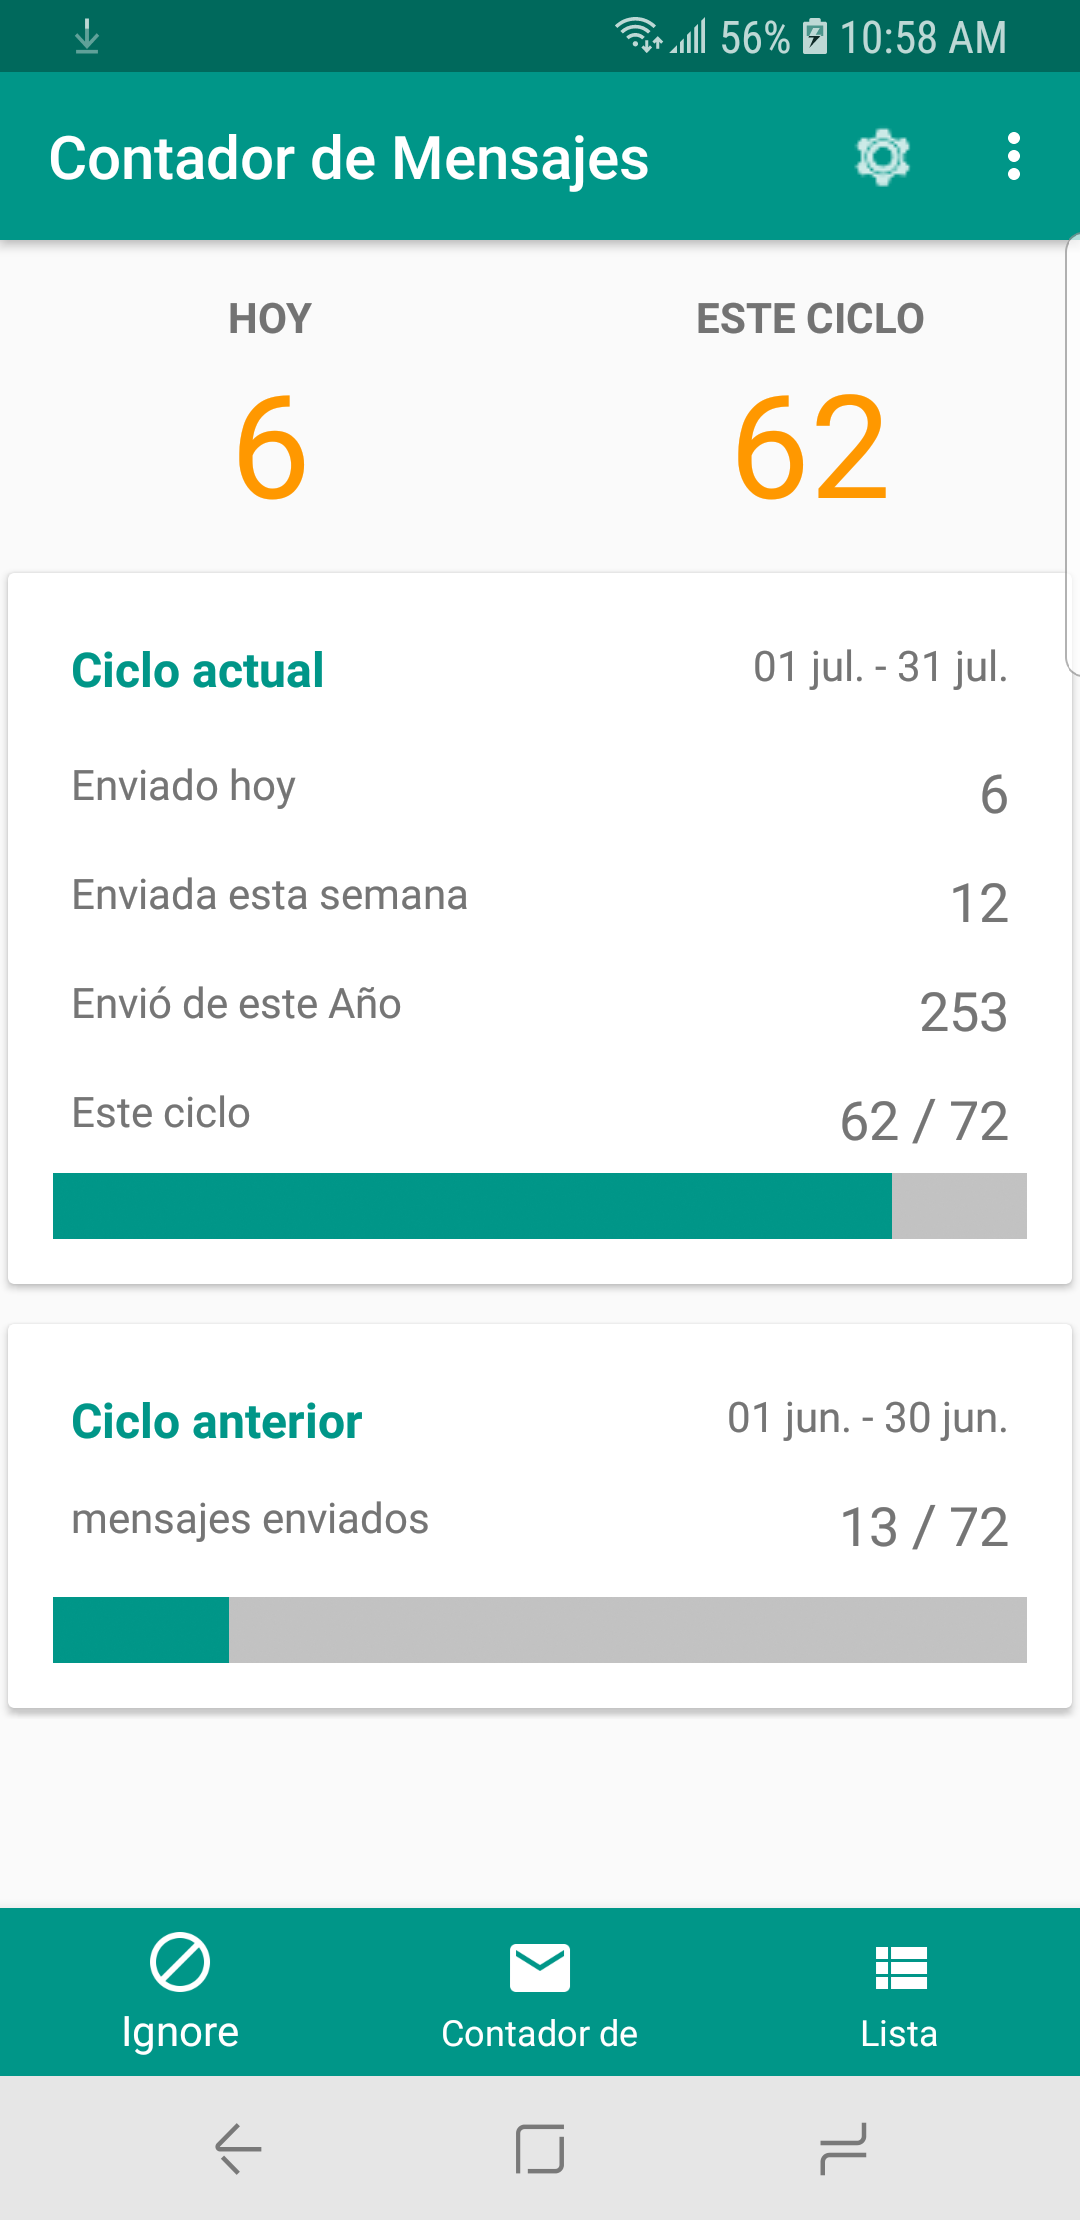 56% 10:58 AM
Contador de Mensajes
HOY
ESTE CICLO
6
62
Ciclo actual
01 jul. - 31 jul.
Enviado hoy
6
Enviada esta semana
12
Envió de este Año
253
Este ciclo
62 / 72
Ciclo anterior
01 jun. - 30 jun.
mensajes enviados
13 / 72
Ignore
Contador de
Lista